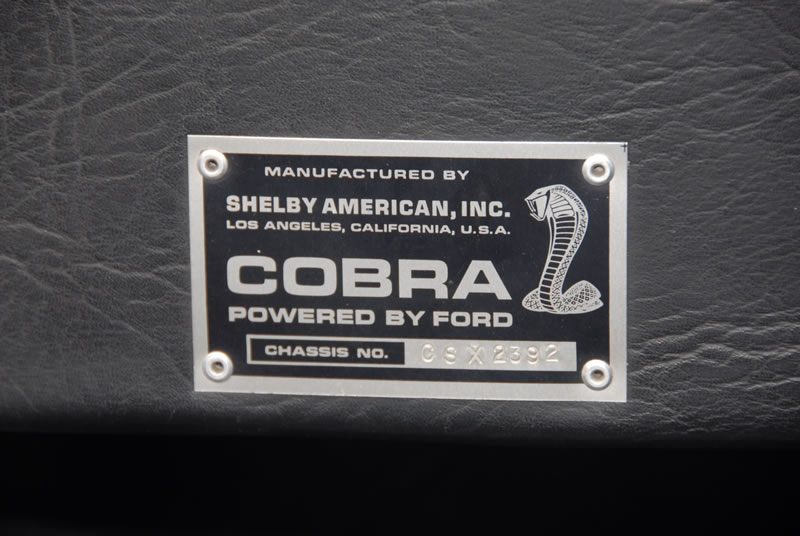 MANUFACTURED BY
SHELBY AMERICAN, INC.
LOS ANGELES, CALIFORNIA, U.S.A.
COBRA
POWERED BY FORD
CHASSIS NO. CSX2392